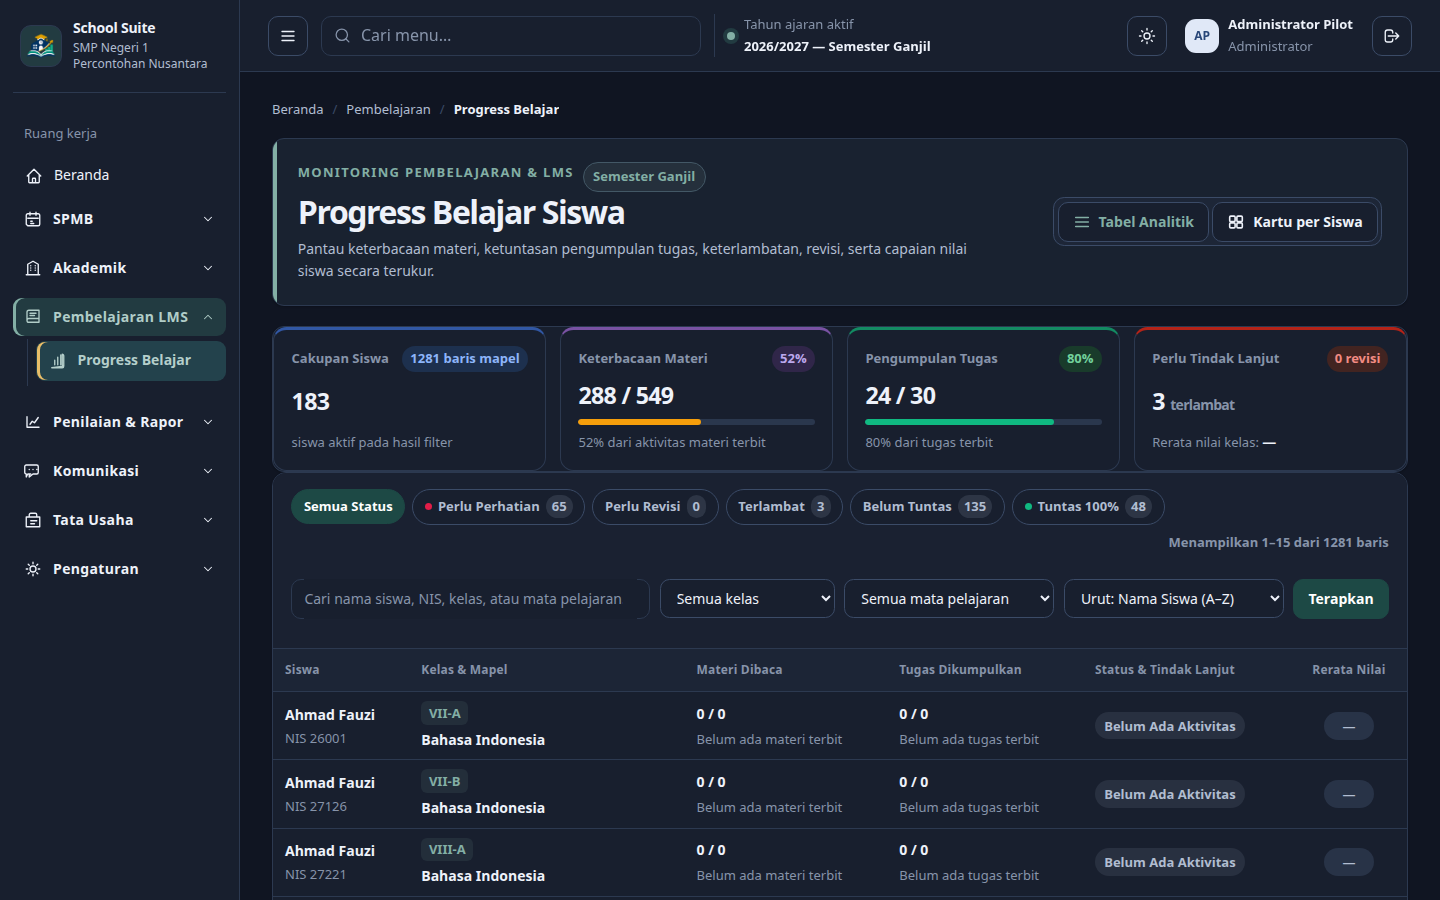 School Suite
SMP Negeri 1
Percontohan Nusantara
Cari menu...
Tahun ajaran aktif
2026/2027 — Semester Ganjil
AP
Administrator Pilot
Administrator
Ruang kerja
Beranda
SPMB
Akademik
Pembelajaran LMS
Progress Belajar
Penilaian & Rapor
Komunikasi
Tata Usaha
Pengaturan
Beranda / Pembelajaran / Progress Belajar
MONITORING PEMBELAJARAN & LMS Semester Ganjil
Progress Belajar Siswa
Pantau keterbacaan materi, ketuntasan pengumpulan tugas, keterlambatan, revisi, serta capaian nilai
siswa secara terukur.
Tabel Analitik
Kartu per Siswa
Cakupan Siswa 1281 baris mapel
183
siswa aktif pada hasil filter
Keterbacaan Materi 52%
288 / 549
52% dari aktivitas materi terbit
Pengumpulan Tugas 80%
24 / 30
80% dari tugas terbit
Perlu Tindak Lanjut 0 revisi
3 terlambat
Rerata nilai kelas: —
Semua Status Perlu Perhatian 65 Perlu Revisi 0 Terlambat 3 Belum Tuntas 135 Tuntas 100% 48
Menampilkan 1–15 dari 1281 baris
Cari nama siswa, NIS, kelas, atau mata pelajaran Semua kelas Semua mata pelajaran Urut: Nama Siswa (A–Z) Terapkan
Siswa Kelas & Mapel Materi Dibaca Tugas Dikumpulkan Status & Tindak Lanjut Rerata Nilai
Ahmad Fauzi VII-A 0 / 0 0 / 0 Belum Ada Aktivitas —
NIS 26001 Bahasa Indonesia Belum ada materi terbit Belum ada tugas terbit
Ahmad Fauzi VII-B 0 / 0 0 / 0 Belum Ada Aktivitas —
NIS 27126 Bahasa Indonesia Belum ada materi terbit Belum ada tugas terbit
Ahmad Fauzi VIII-A 0 / 0 0 / 0 Belum Ada Aktivitas —
NIS 27221 Bahasa Indonesia Belum ada materi terbit Belum ada tugas terbit